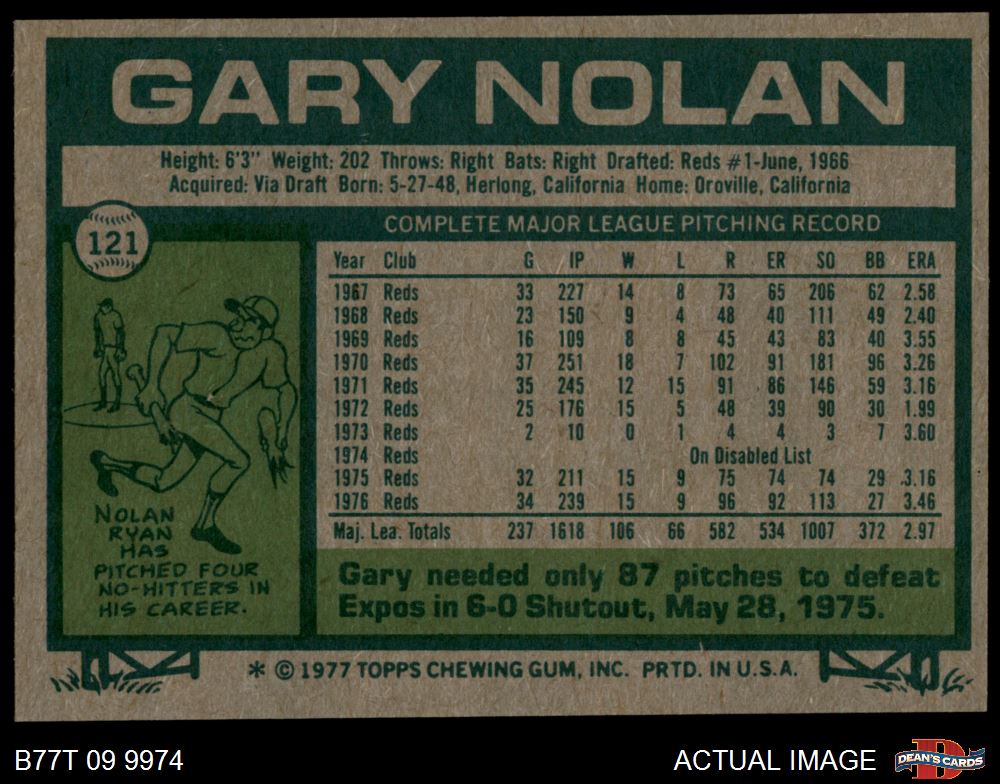 GARY NOLAN
Height: 6'3" Weight: 202 Throws: Right Bats: Right Drafted: Reds #1-June, 1966
Acquired: Via Draft Born: 5-27-48, Herlong, California Home: Oroville, California
121
COMPLETE MAJOR LEAGUE PITCHING RECORD
Year Club G IP W L R ER SO BB ERA
1967 Reds 33 227 14 8 73 65 206 62 2.58
1968 Reds 23 150 9 4 48 40 111 49 2.40
1969 Reds 16 109 8 8 45 43 83 40 3.55
1970 Reds 37 251 18 7 102 91 181 96 3.26
1971 Reds 35 245 12 15 91 86 146 59 3.16
1972 Reds 25 176 15 5 48 39 90 30 1.99
1973 Reds 2 10 0 1 4 4 3 7 3.60
1974 Reds On Disabled List
1975 Reds 32 211 15 9 75 74 74 29 3.16
1976 Reds 34 239 15 9 96 92 113 27 3.46
Maj. Lea. Totals 237 1618 106 66 582 534 1007 372 2.97
NOLAN
RYAN
HAS
PITCHED FOUR
NO-HITTERS IN
HIS CAREER.
Gary needed only 87 pitches to defeat
Expos in 6-0 Shutout, May 28, 1975.
* © 1977 TOPPS CHEWING GUM, INC. PRTD. IN U.S.A.
B77T 09 9974
ACTUAL IMAGE
D
DEAN'S CARDS